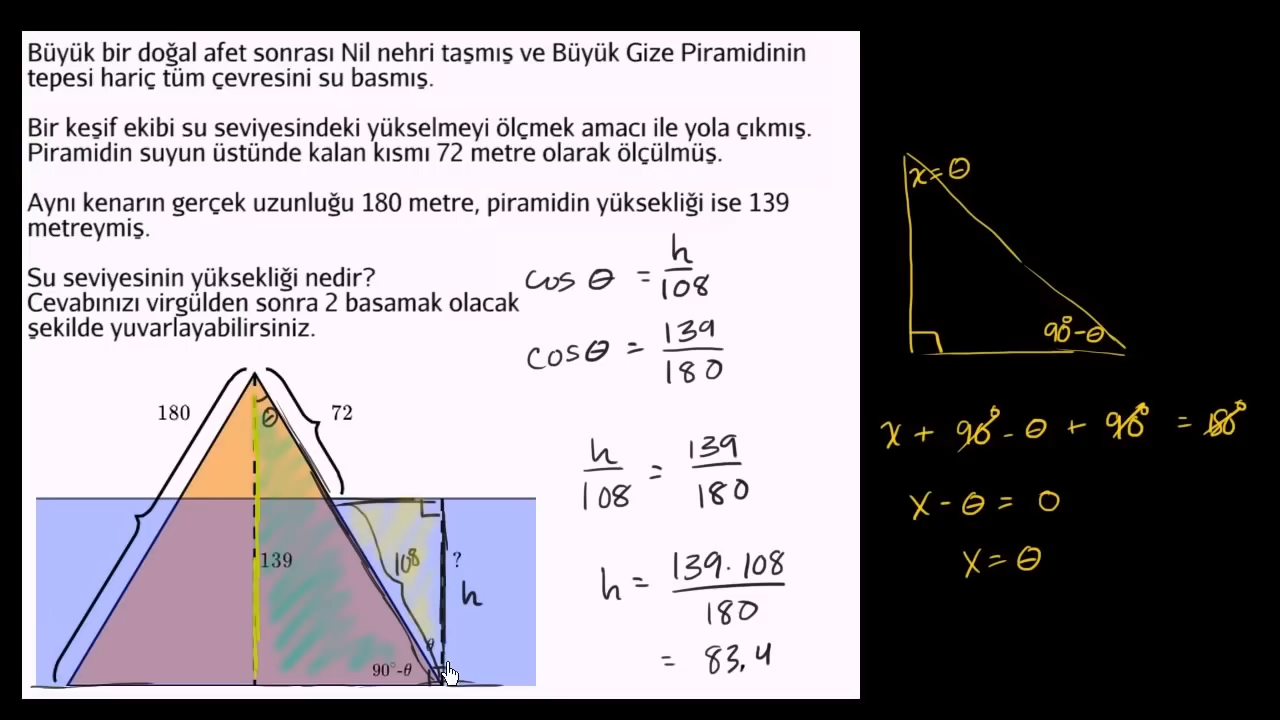 Büyük bir doğal afet sonrası Nil nehri taşmış ve Büyük Gize Piramidinin
tepesi hariç tüm çevresini su basmış.
Bir keşif ekibi su seviyesindeki yükselmeyi ölçmek amacı ile yola çıkmış.
Piramidin suyun üstünde kalan kısmı 72 metre olarak ölçülmüş.
Aynı kenarın gerçek uzunluğu 180 metre, piramidin yüksekliği ise 139
metreymiş.
Su seviyesinin yüksekliği nedir?
Cevabınızı virgülden sonra 2 basamak olacak
şekilde yuvarlayabilirsiniz.
cos θ = h/108
cosθ = 139/180
h/108 = 139/180
h = 139.108/180
= 83,4
180
θ
72
139
108
?
h
θ
90°-θ
x=θ
90°-θ
x + 90° - θ + 90° = 180°
x - θ = 0
x = θ